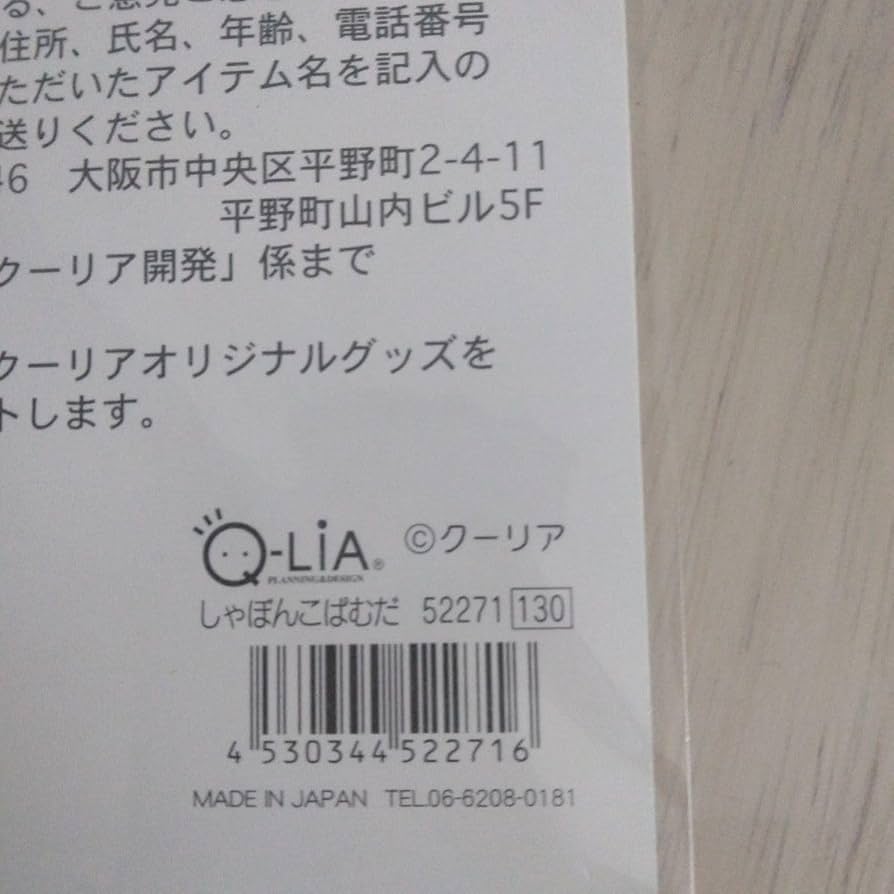 住所、氏名、年齢、電話番号
ただいたアイテム名を記入の
送りください。
46 大阪市中央区平野町2-4-11
平野町山内ビル5F
クーリア開発」係まで
クーリアオリジナルグッズを
トします。
Q-LiA® ©クーリア
PLANNING&DESIGN
しゃぼんこぱむだ 52271 130
4 530344 522716
MADE IN JAPAN TEL.06-6208-0181